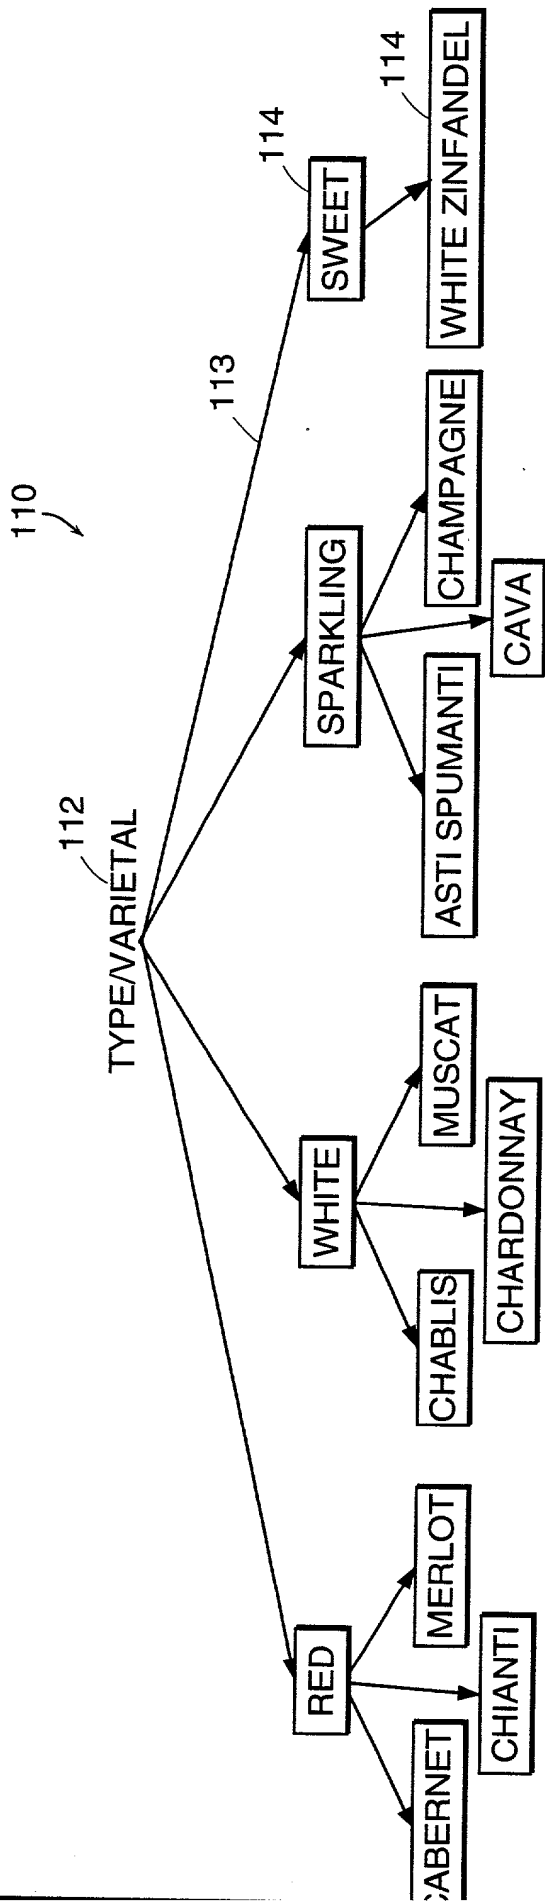 110
TYPE/VARIETAL
112
113
RED
WHITE
SPARKLING
SWEET
114
CABERNET
CHIANTI
MERLOT
CHABLIS
CHARDONNAY
MUSCAT
ASTI SPUMANTI
CAVA
CHAMPAGNE
WHITE ZINFANDEL
114